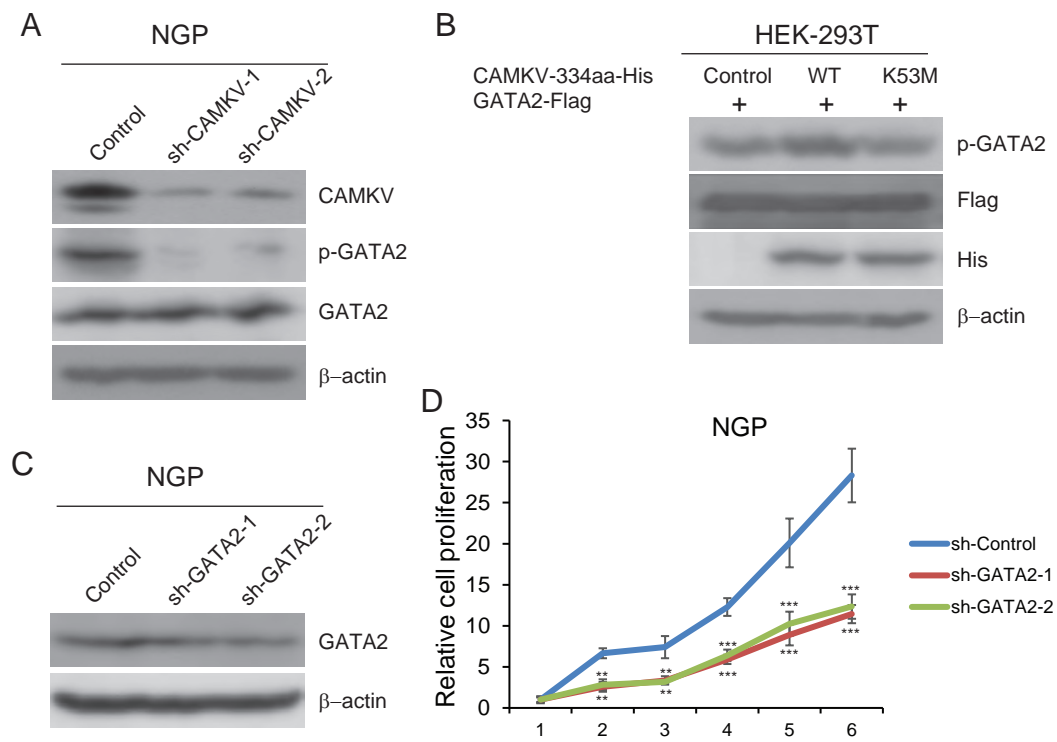 A
NGP
Control
sh-CAMKV-1
sh-CAMKV-2
CAMKV
p-GATA2
GATA2
β–actin
B
HEK-293T
CAMKV-334aa-His Control WT K53M
GATA2-Flag + + +
p-GATA2
Flag
His
β–actin
C
NGP
Control
sh-GATA2-1
sh-GATA2-2
GATA2
β–actin
D
NGP
Relative cell proliferation
35
30
25
20
15
10
5
0
1 2 3 4 5 6
** ** *** *** ***
** ** *** *** ***
sh-Control
sh-GATA2-1
sh-GATA2-2